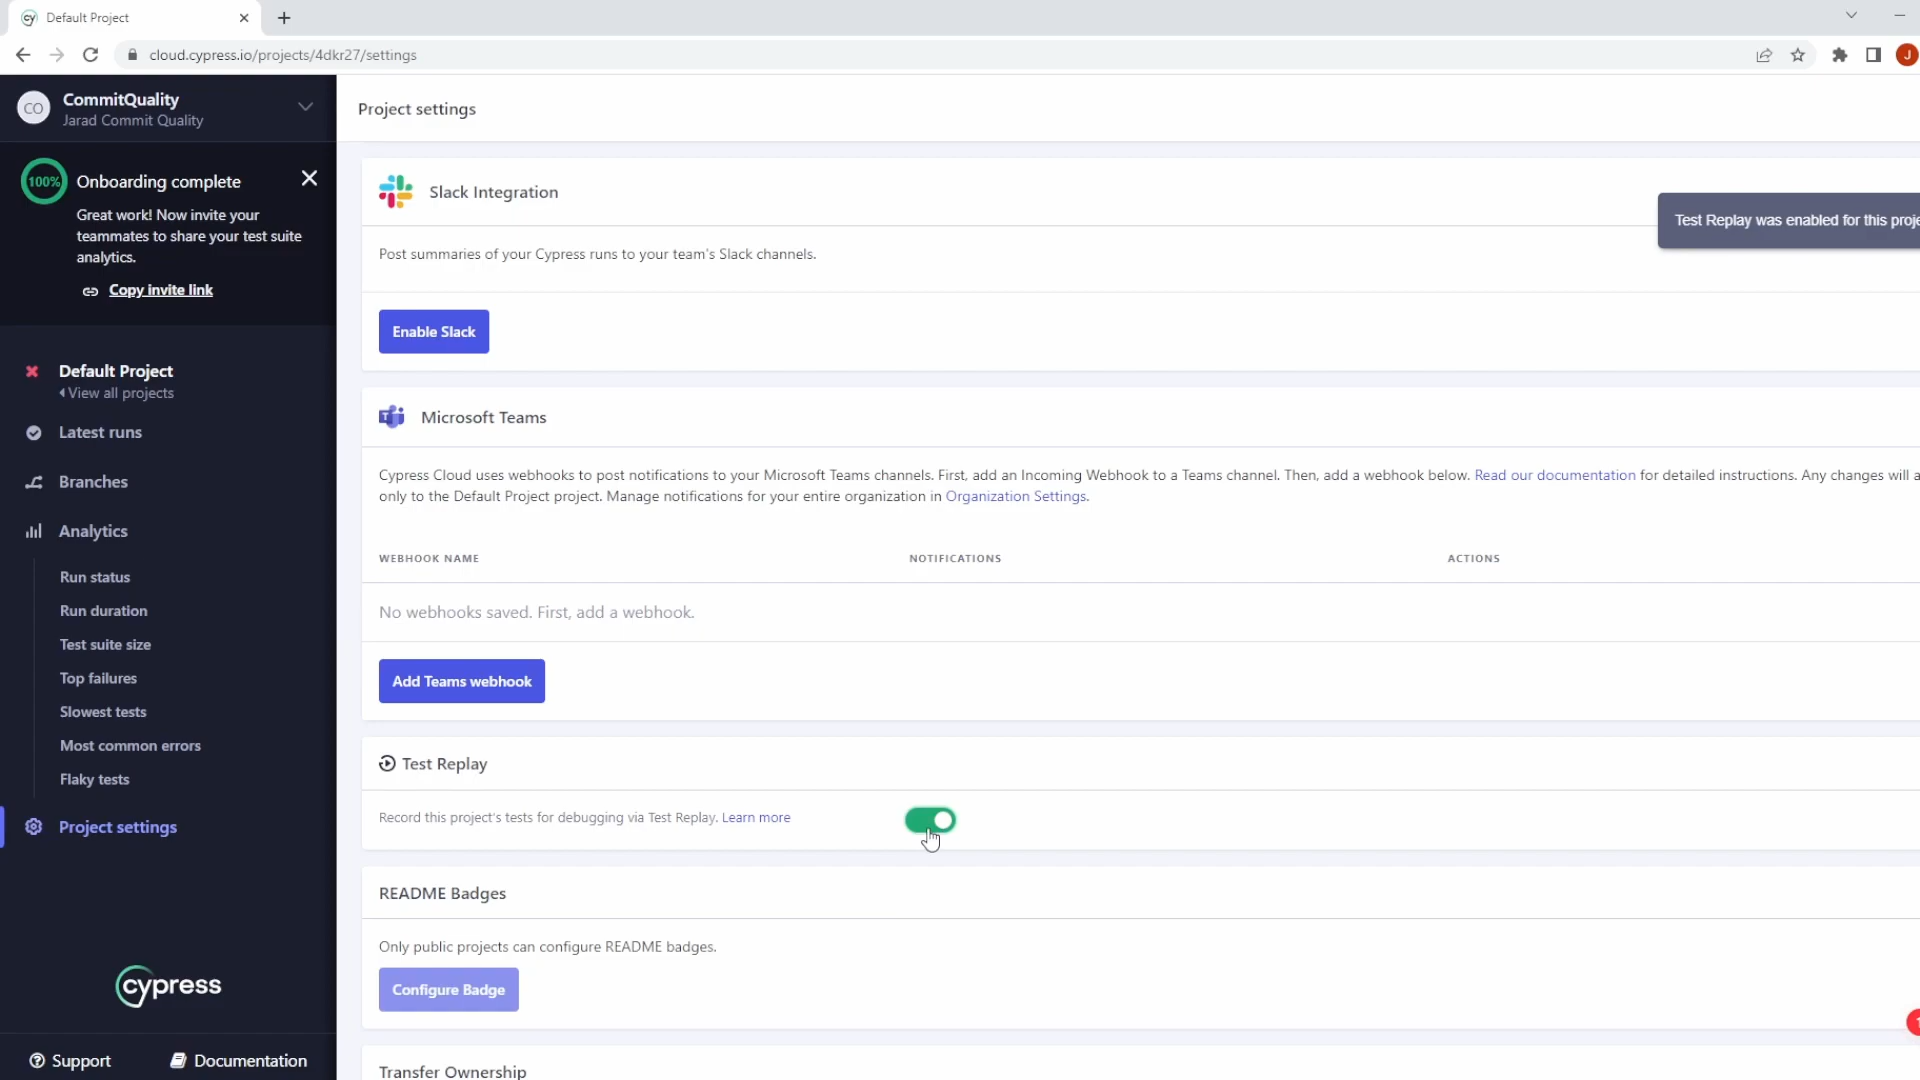 Default Project
cloud.cypress.io/projects/4dkr27/settings
J
CO
CommitQuality
Jarad Commit Quality
Project settings
100%
Onboarding complete
Great work! Now invite your
teammates to share your test suite
analytics.
Copy invite link
Slack Integration
Test Replay was enabled for this
Post summaries of your Cypress runs to your team's Slack channels.
Enable Slack
Default Project
View all projects
Latest runs
Branches
Analytics
Run status
Run duration
Test suite size
Top failures
Slowest tests
Most common errors
Flaky tests
Project settings
Microsoft Teams
Cypress Cloud uses webhooks to post notifications to your Microsoft Teams channels. First, add an Incoming Webhook to a Teams channel. Then, add a webhook below. Read our documentation for detailed instructions. Any changes will
only to the Default Project project. Manage notifications for your entire organization in Organization Settings.
WEBHOOK NAME NOTIFICATIONS ACTIONS
No webhooks saved. First, add a webhook.
Add Teams webhook
Test Replay
Record this project's tests for debugging via Test Replay. Learn more
README Badges
Only public projects can configure README badges.
Configure Badge
Transfer Ownership
cypress
Support
Documentation